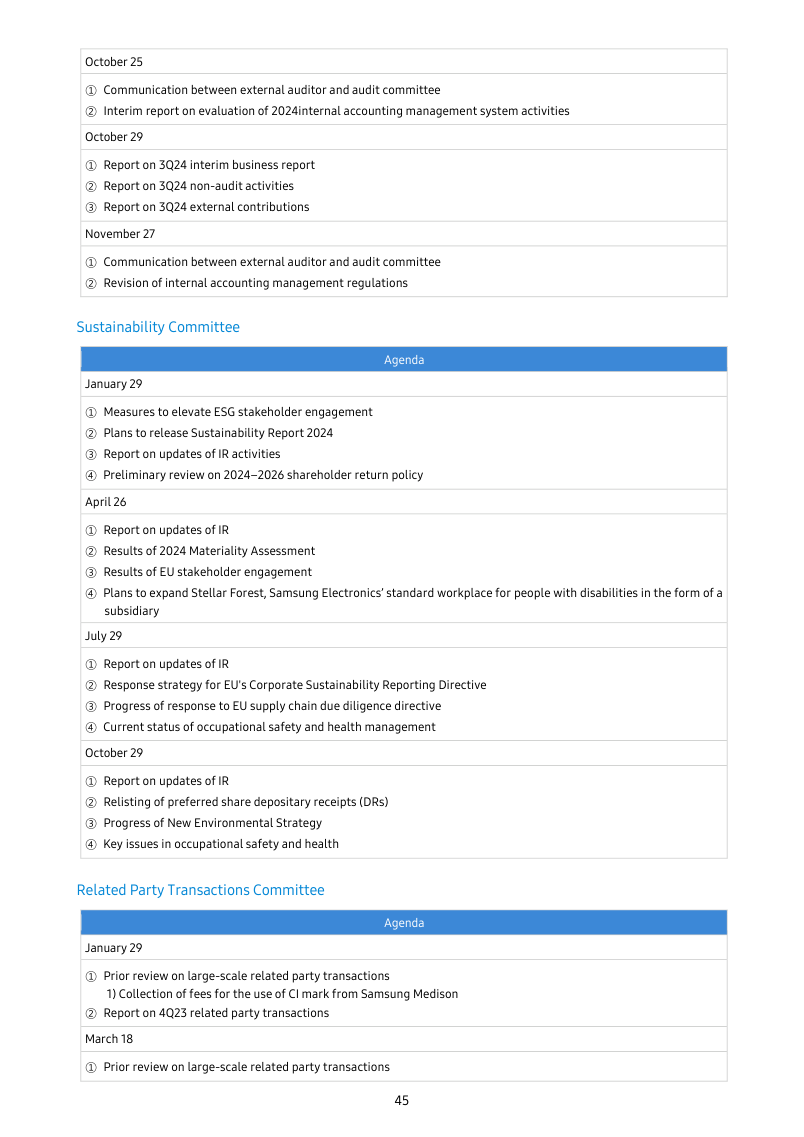 October 25
① Communication between external auditor and audit committee
② Interim report on evaluation of 2024internal accounting management system activities
October 29
① Report on 3Q24 interim business report
② Report on 3Q24 non-audit activities
③ Report on 3Q24 external contributions
November 27
① Communication between external auditor and audit committee
② Revision of internal accounting management regulations
Sustainability Committee
Agenda
January 29
① Measures to elevate ESG stakeholder engagement
② Plans to release Sustainability Report 2024
③ Report on updates of IR activities
④ Preliminary review on 2024–2026 shareholder return policy
April 26
① Report on updates of IR
② Results of 2024 Materiality Assessment
③ Results of EU stakeholder engagement
④ Plans to expand Stellar Forest, Samsung Electronics’ standard workplace for people with disabilities in the form of a
subsidiary
July 29
① Report on updates of IR
② Response strategy for EU's Corporate Sustainability Reporting Directive
③ Progress of response to EU supply chain due diligence directive
④ Current status of occupational safety and health management
October 29
① Report on updates of IR
② Relisting of preferred share depositary receipts (DRs)
③ Progress of New Environmental Strategy
④ Key issues in occupational safety and health
Related Party Transactions Committee
Agenda
January 29
① Prior review on large-scale related party transactions
1) Collection of fees for the use of CI mark from Samsung Medison
② Report on 4Q23 related party transactions
March 18
① Prior review on large-scale related party transactions
45